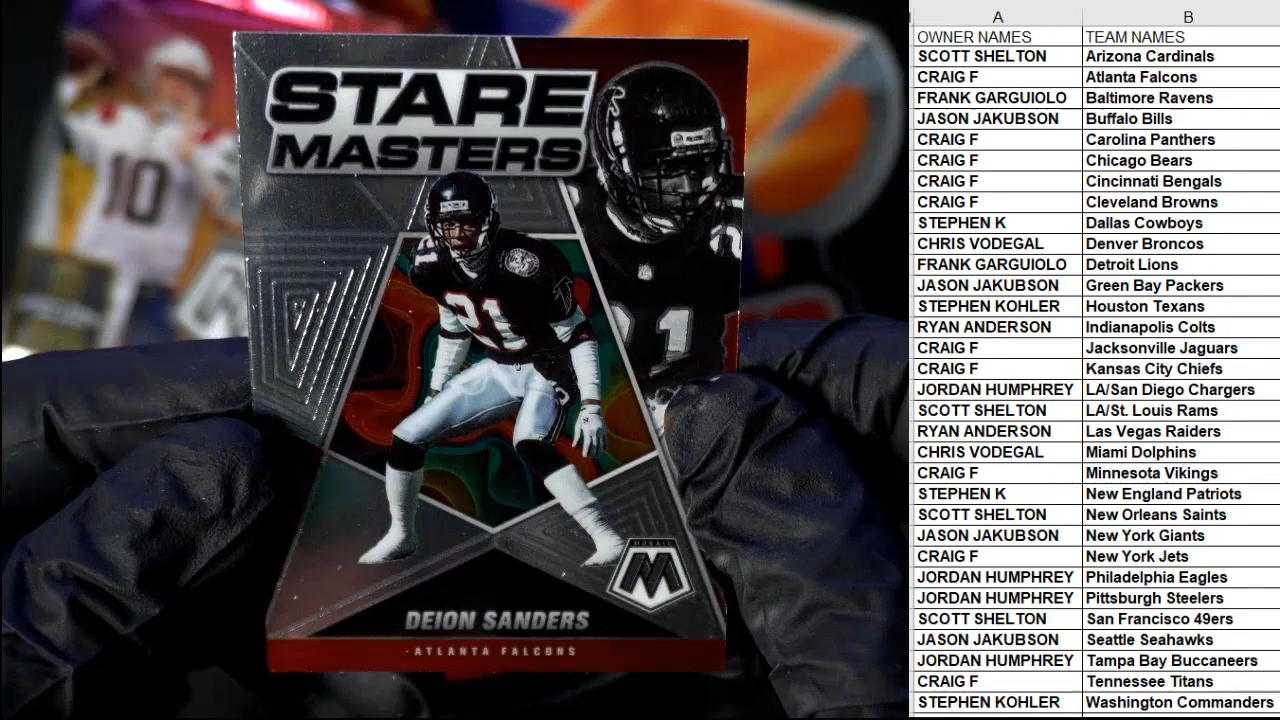 STARE
MASTERS
21
21
10
MOSAIC
M
DEION SANDERS
ATLANTA FALCONS
A B
OWNER NAMES TEAM NAMES
SCOTT SHELTON Arizona Cardinals
CRAIG F Atlanta Falcons
FRANK GARGUIOLO Baltimore Ravens
JASON JAKUBSON Buffalo Bills
CRAIG F Carolina Panthers
CRAIG F Chicago Bears
CRAIG F Cincinnati Bengals
CRAIG F Cleveland Browns
STEPHEN K Dallas Cowboys
CHRIS VODEGAL Denver Broncos
FRANK GARGUIOLO Detroit Lions
JASON JAKUBSON Green Bay Packers
STEPHEN KOHLER Houston Texans
RYAN ANDERSON Indianapolis Colts
CRAIG F Jacksonville Jaguars
CRAIG F Kansas City Chiefs
JORDAN HUMPHREY LA/San Diego Chargers
SCOTT SHELTON LA/St. Louis Rams
RYAN ANDERSON Las Vegas Raiders
CHRIS VODEGAL Miami Dolphins
CRAIG F Minnesota Vikings
STEPHEN K New England Patriots
SCOTT SHELTON New Orleans Saints
JASON JAKUBSON New York Giants
CRAIG F New York Jets
JORDAN HUMPHREY Philadelphia Eagles
JORDAN HUMPHREY Pittsburgh Steelers
SCOTT SHELTON San Francisco 49ers
JASON JAKUBSON Seattle Seahawks
JORDAN HUMPHREY Tampa Bay Buccaneers
CRAIG F Tennessee Titans
STEPHEN KOHLER Washington Commanders